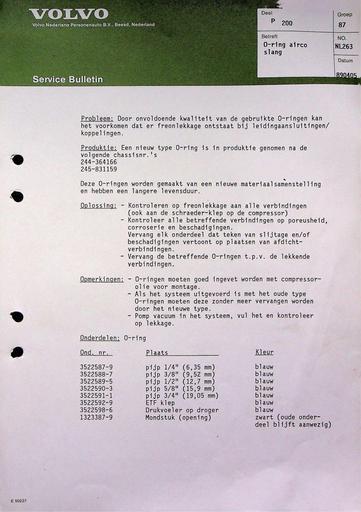 VOLVO
Volvo Nederland Personenauto B.V., Beesd, Nederland
Service Bulletin
Deel
P 200
Groep
87
Betreft
O-ring airco
slang
NO.
NL263
Datum
890405
Probleem: Door onvoldoende kwaliteit van de gebruikte O-ringen kan
het voorkomen dat er freonlekkage ontstaat bij leidingaansluitingen/
koppelingen.
Produktie: Een nieuw type O-ring is in produktie genomen na de
volgende chassisnr.'s
244-364166
245-831159
Deze O-ringen worden gemaakt van een nieuwe materiaalsamenstelling
en hebben een langere levensduur.
Oplossing: - Kontroleren op freonlekkage aan alle verbindingen
(ook aan de schraeder-klep op de compressor)
- Kontroleer alle betreffende verbindingen op poreusheid,
corroserie en beschadigingen.
Vervang elk onderdeel dat teken van slijtage en/of
beschadigingen vertoont op plaatsen van afdicht-
verbindingen.
- Vervang de betreffende O-ringen t.p.v. de lekkende
verbindingen.
Opmerkingen: - O-ringen moeten goed ingevet worden met compressor-
olie voor montage.
- Als het systeem uitgevoerd is met het oude type
O-ringen moeten deze zonder meer vervangen worden
door het nieuwe type.
- Pomp vacuum in het systeem, vul het en kontroleer
op lekkage.
Onderdelen: O-ring
Ond. nr. Plaats Kleur
3522587-9 pijp 1/4" (6,35 mm) blauw
3522588-7 pijp 3/8" (9,52 mm) blauw
3522589-5 pijp 1/2" (12,7 mm) blauw
3522590-3 pijp 5/8" (15,9 mm) blauw
3522591-1 pijp 3/4" (19,05 mm) blauw
3522592-9 ETF klep blauw
3522598-6 Drukvoeler op droger blauw
1323387-9 Mondstuk (opening) zwart (oude onder-
deel blijft aanwezig)
E 50237